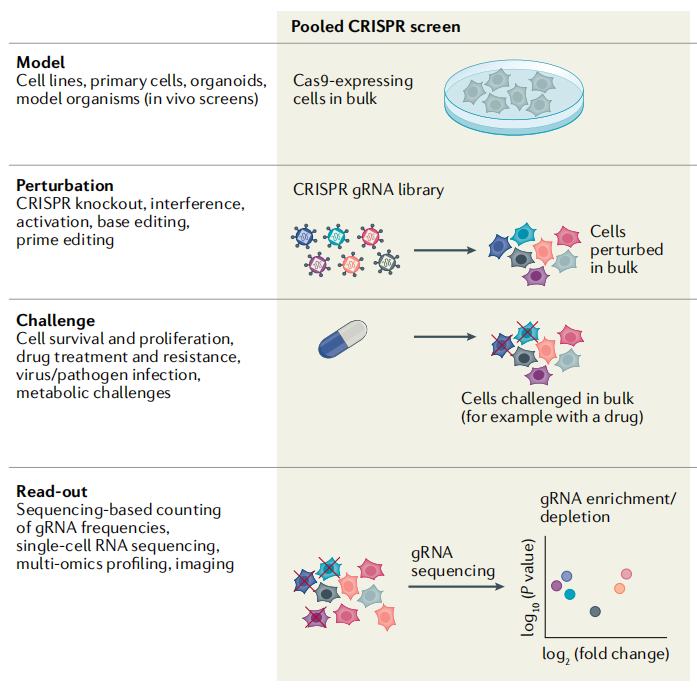 Pooled CRISPR screen
Model
Cell lines, primary cells, organoids,
model organisms (in vivo screens)
Cas9-expressing
cells in bulk
Perturbation
CRISPR knockout, interference,
activation, base editing,
prime editing
CRISPR gRNA library
Cells
perturbed
in bulk
Challenge
Cell survival and proliferation,
drug treatment and resistance,
virus/pathogen infection,
metabolic challenges
Cells challenged in bulk
(for example with a drug)
Read-out
Sequencing-based counting
of gRNA frequencies,
single-cell RNA sequencing,
multi-omics profiling, imaging
gRNA
sequencing
gRNA enrichment/
depletion
log₁₀ (P value)
log₂ (fold change)